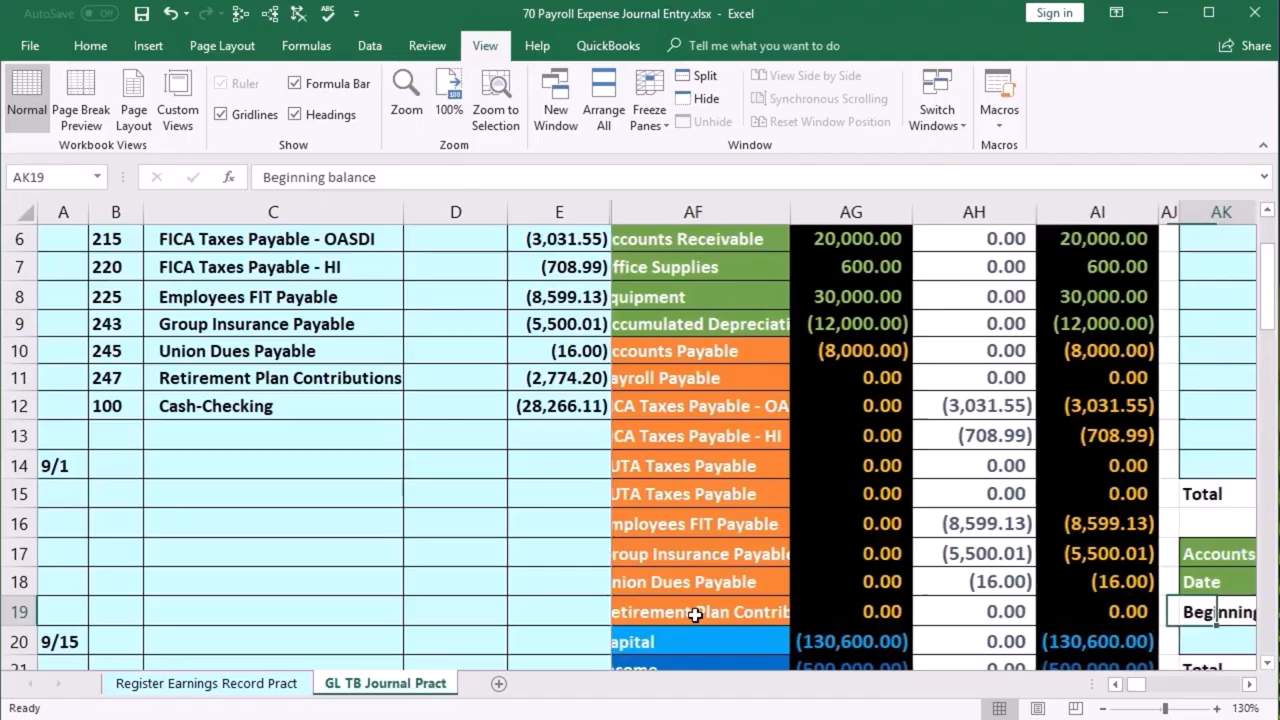 AutoSave Off 70 Payroll Expense Journal Entry.xlsx - Excel Sign in
File Home Insert Page Layout Formulas Data Review View Help QuickBooks Tell me what you want to do Share
Normal Page Break Preview Page Layout Custom Views Ruler Formula Bar Gridlines Headings Zoom 100% Zoom to Selection New Window Arrange All Freeze Panes Split Hide Unhide View Side by Side Synchronous Scrolling Reset Window Position Switch Windows Macros
Workbook Views Show Zoom Window Macros
AK19 fx Beginning balance
A B C D E AF AG AH AI AJ AK
6 215 FICA Taxes Payable - OASDI (3,031.55) ccounts Receivable 20,000.00 0.00 20,000.00
7 220 FICA Taxes Payable - HI (708.99) ffice Supplies 600.00 0.00 600.00
8 225 Employees FIT Payable (8,599.13) quipment 30,000.00 0.00 30,000.00
9 243 Group Insurance Payable (5,500.01) ccumulated Depreciati (12,000.00) 0.00 (12,000.00)
10 245 Union Dues Payable (16.00) ccounts Payable (8,000.00) 0.00 (8,000.00)
11 247 Retirement Plan Contributions (2,774.20) ayroll Payable 0.00 0.00 0.00
12 100 Cash-Checking (28,266.11) CA Taxes Payable - OA 0.00 (3,031.55) (3,031.55)
13 CA Taxes Payable - HI 0.00 (708.99) (708.99)
14 9/1 UTA Taxes Payable 0.00 0.00 0.00
15 UTA Taxes Payable 0.00 0.00 0.00 Total
16 mployees FIT Payable 0.00 (8,599.13) (8,599.13)
17 roup Insurance Payable 0.00 (5,500.01) (5,500.01) Accounts
18 nion Dues Payable 0.00 (16.00) (16.00) Date
19 etirement Plan Contrib 0.00 0.00 0.00 Beginning
20 9/15 apital (130,600.00) 0.00 (130,600.00)
21 (500,000.00) 0.00 (500,000.00) Total
Register Earnings Record Pract GL TB Journal Pract
Ready 130%